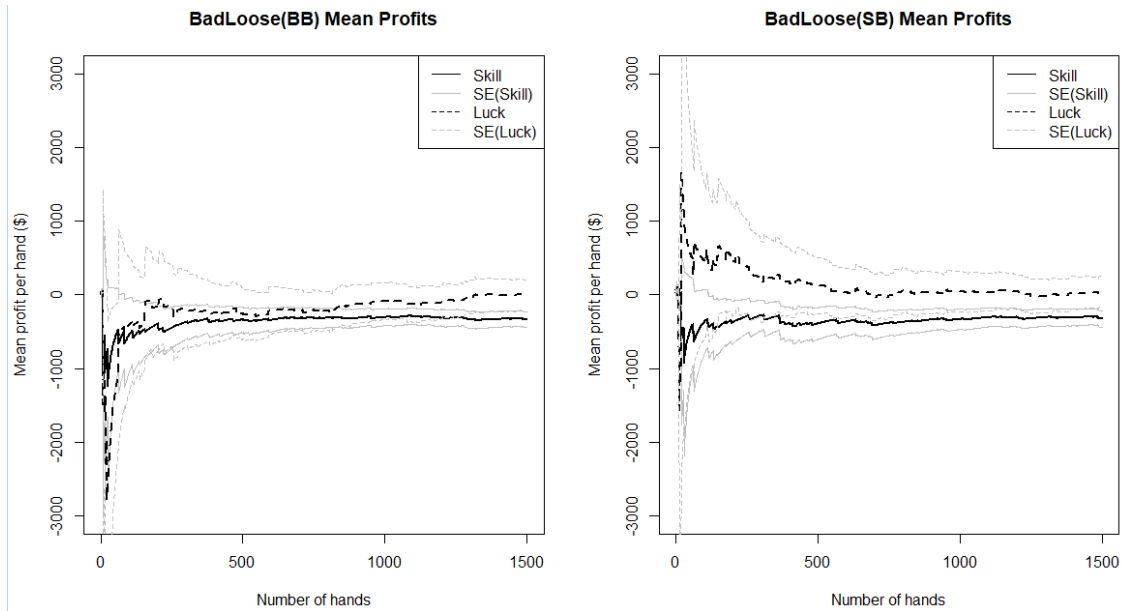 BadLoose(BB) Mean Profits
Mean profit per hand ($)
3000
2000
1000
0
-1000
-2000
-3000
Skill
SE(Skill)
Luck
SE(Luck)
0
500
1000
1500
Number of hands
BadLoose(SB) Mean Profits
Mean profit per hand ($)
3000
2000
1000
0
-1000
-2000
-3000
Skill
SE(Skill)
Luck
SE(Luck)
0
500
1000
1500
Number of hands